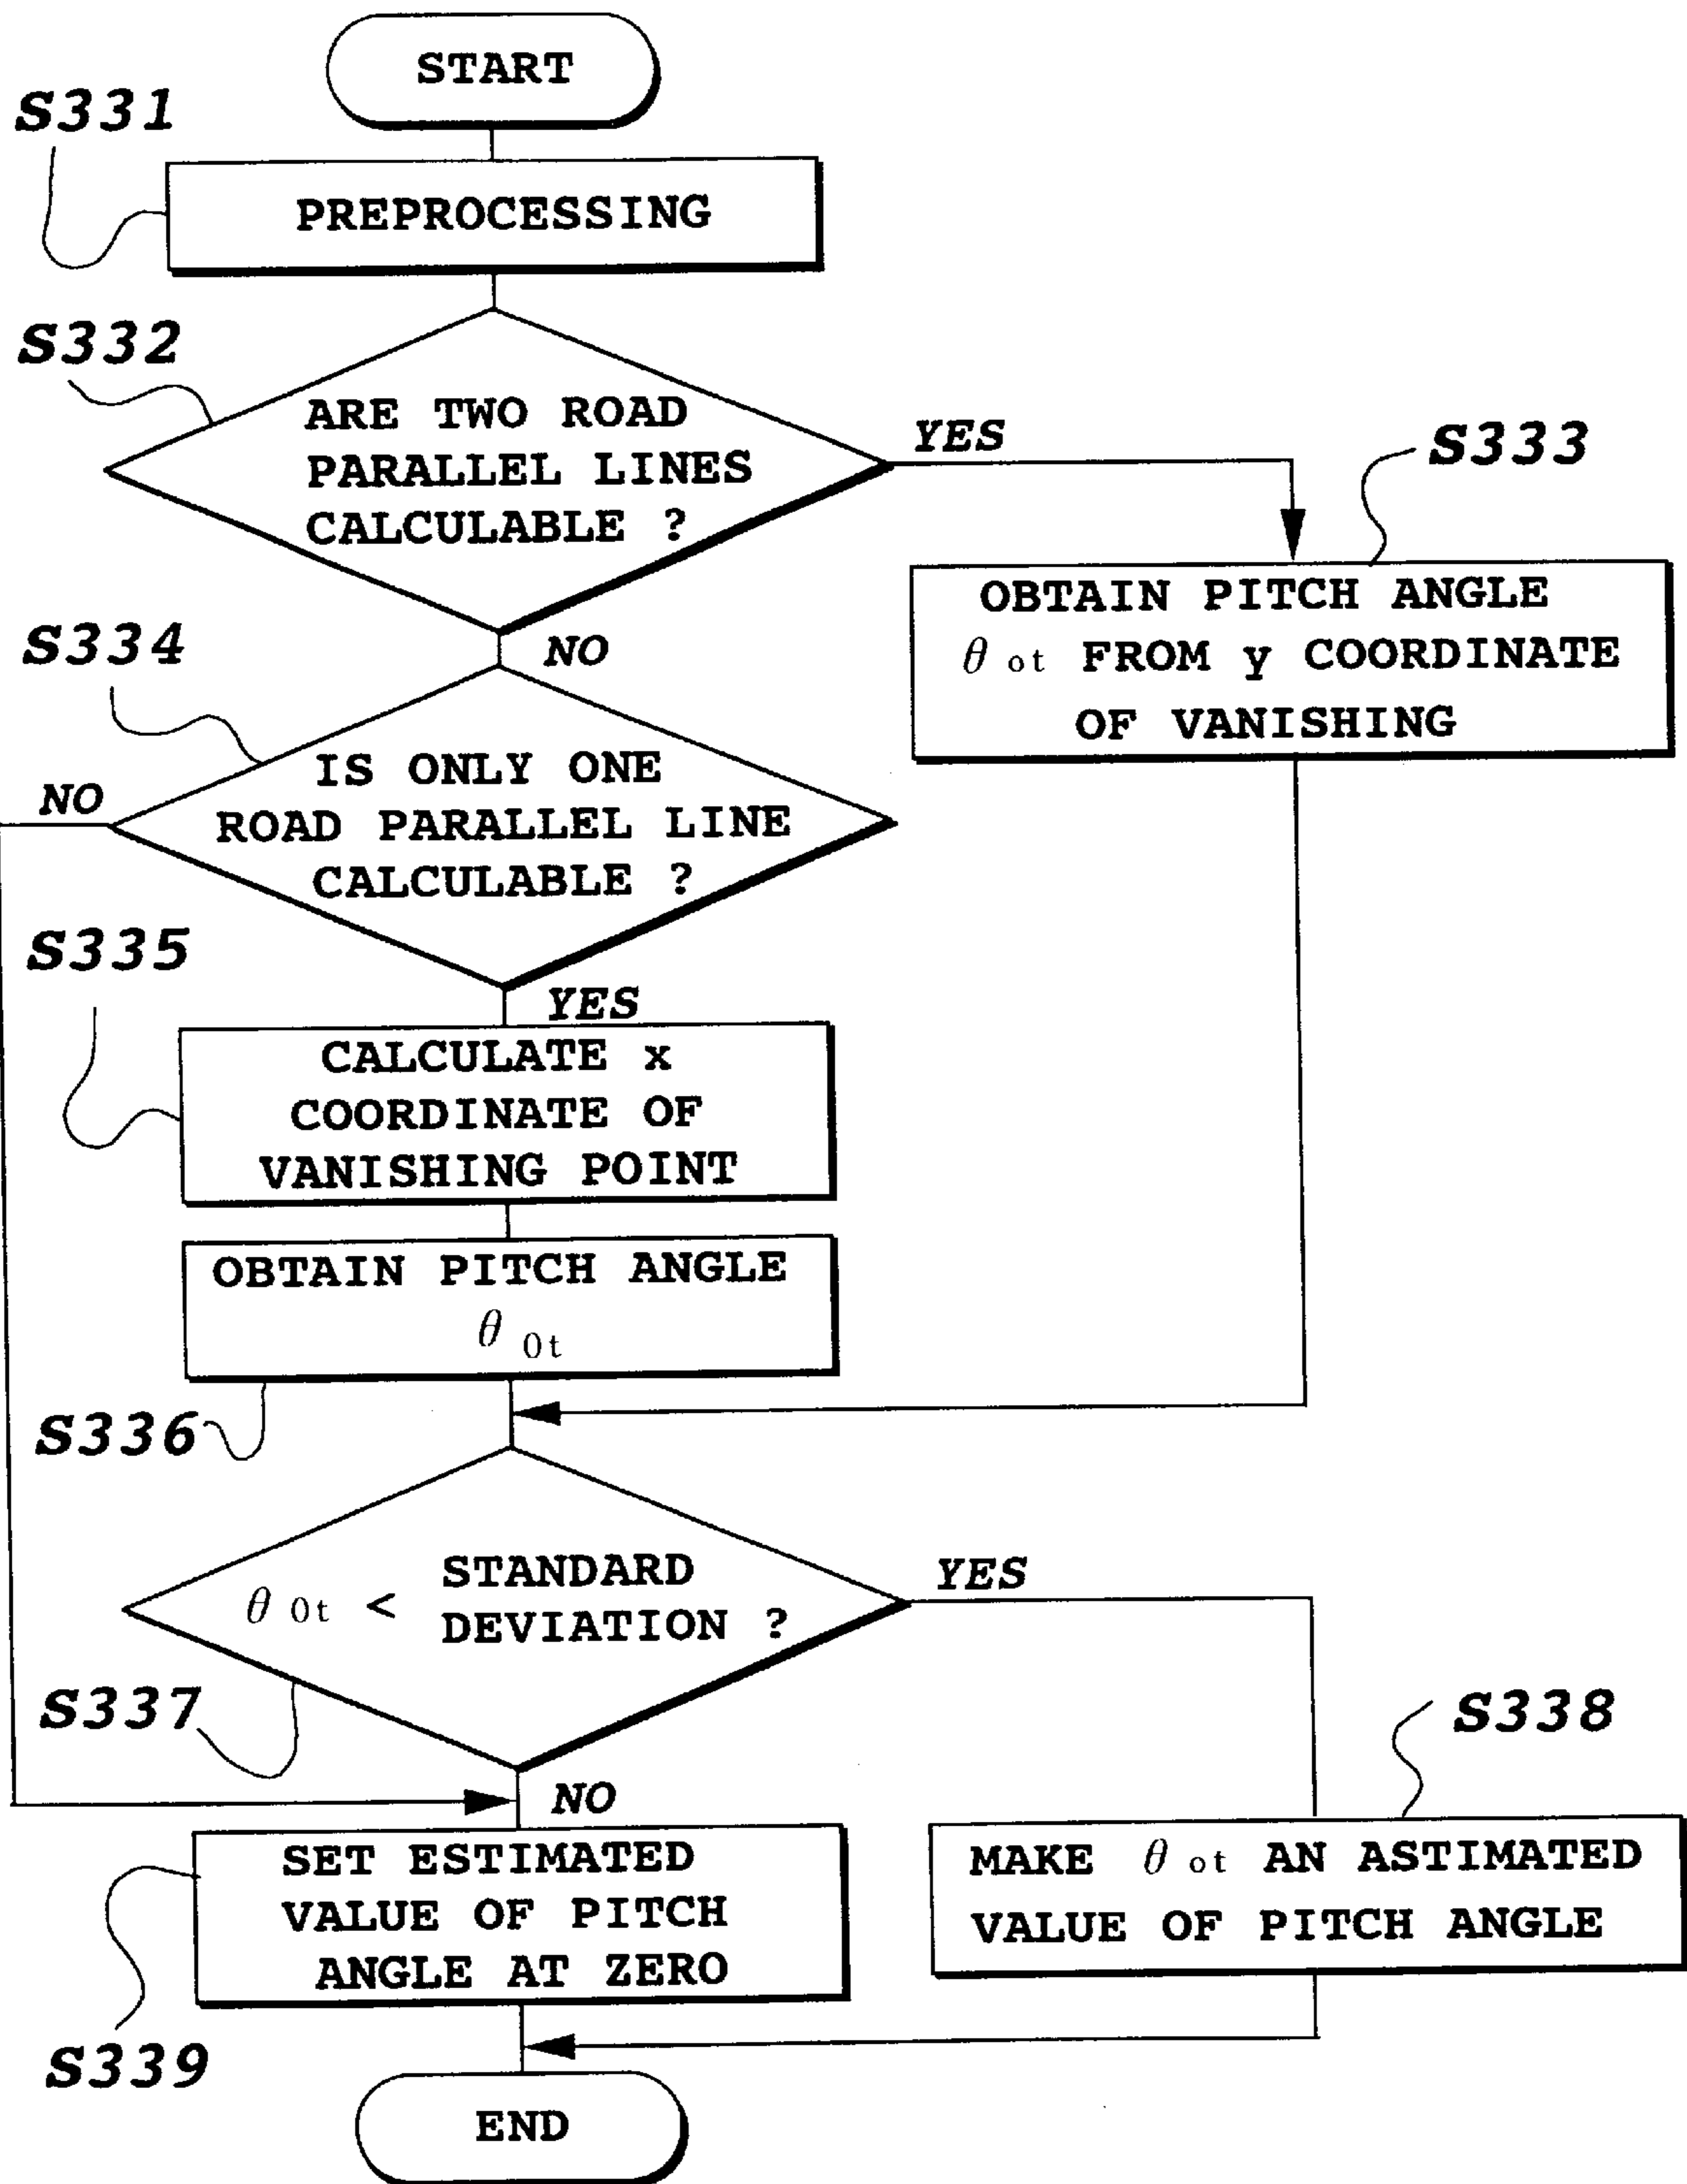 START
S331
PREPROCESSING
S332
ARE TWO ROAD
PARALLEL LINES
CALCULABLE ?
YES
S333
OBTAIN PITCH ANGLE
θ ot FROM y COORDINATE
OF VANISHING
NO
S334
IS ONLY ONE
ROAD PARALLEL LINE
CALCULABLE ?
NO
YES
S335
CALCULATE x
COORDINATE OF
VANISHING POINT
OBTAIN PITCH ANGLE
θ 0t
S336
θ 0t < STANDARD
DEVIATION ?
YES
S337
NO
S338
MAKE θ ot AN ASTIMATED
VALUE OF PITCH ANGLE
SET ESTIMATED
VALUE OF PITCH
ANGLE AT ZERO
S339
END